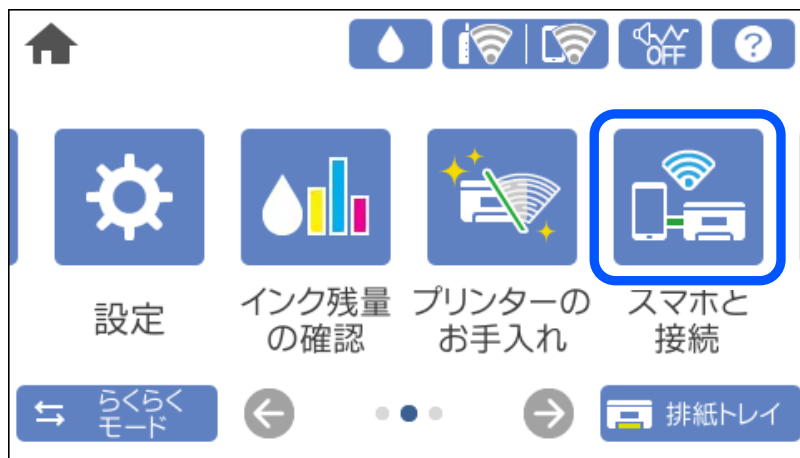 OFF
?
設定
インク残量
の確認
プリンターの
お手入れ
スマホと
接続
らくらく
モード
排紙トレイ